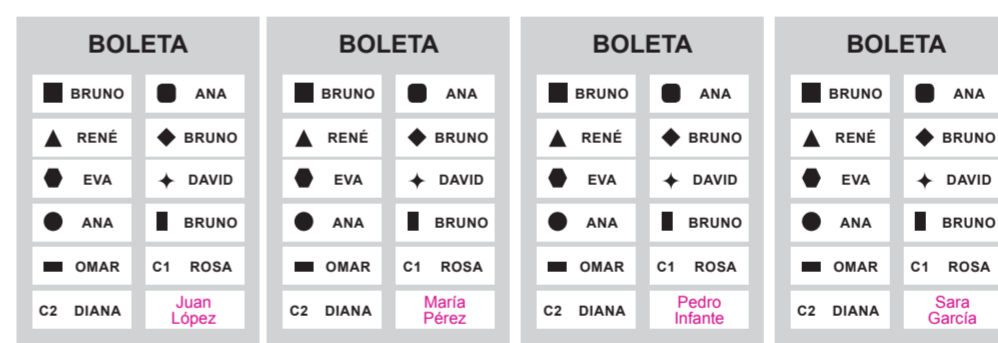 BOLETA BOLETA BOLETA BOLETA
BRUNO ANA BRUNO ANA BRUNO ANA BRUNO ANA
RENÉ BRUNO RENÉ BRUNO RENÉ BRUNO RENÉ BRUNO
EVA DAVID EVA DAVID EVA DAVID EVA DAVID
ANA BRUNO ANA BRUNO ANA BRUNO ANA BRUNO
OMAR C1 ROSA OMAR C1 ROSA OMAR C1 ROSA OMAR C1 ROSA
C2 DIANA Juan López C2 DIANA María Pérez C2 DIANA Pedro Infante C2 DIANA Sara García